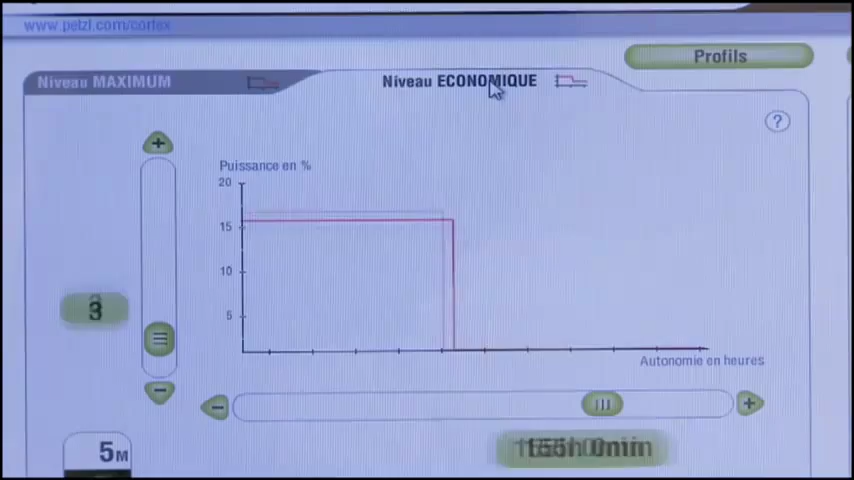 www.petzl.com/cortex
Profils
Niveau MAXIMUM
Niveau ECONOMIQUE
?
+
Puissance en %
20
15
10
5
3
−
Autonomie en heures
−
+
5M
0min